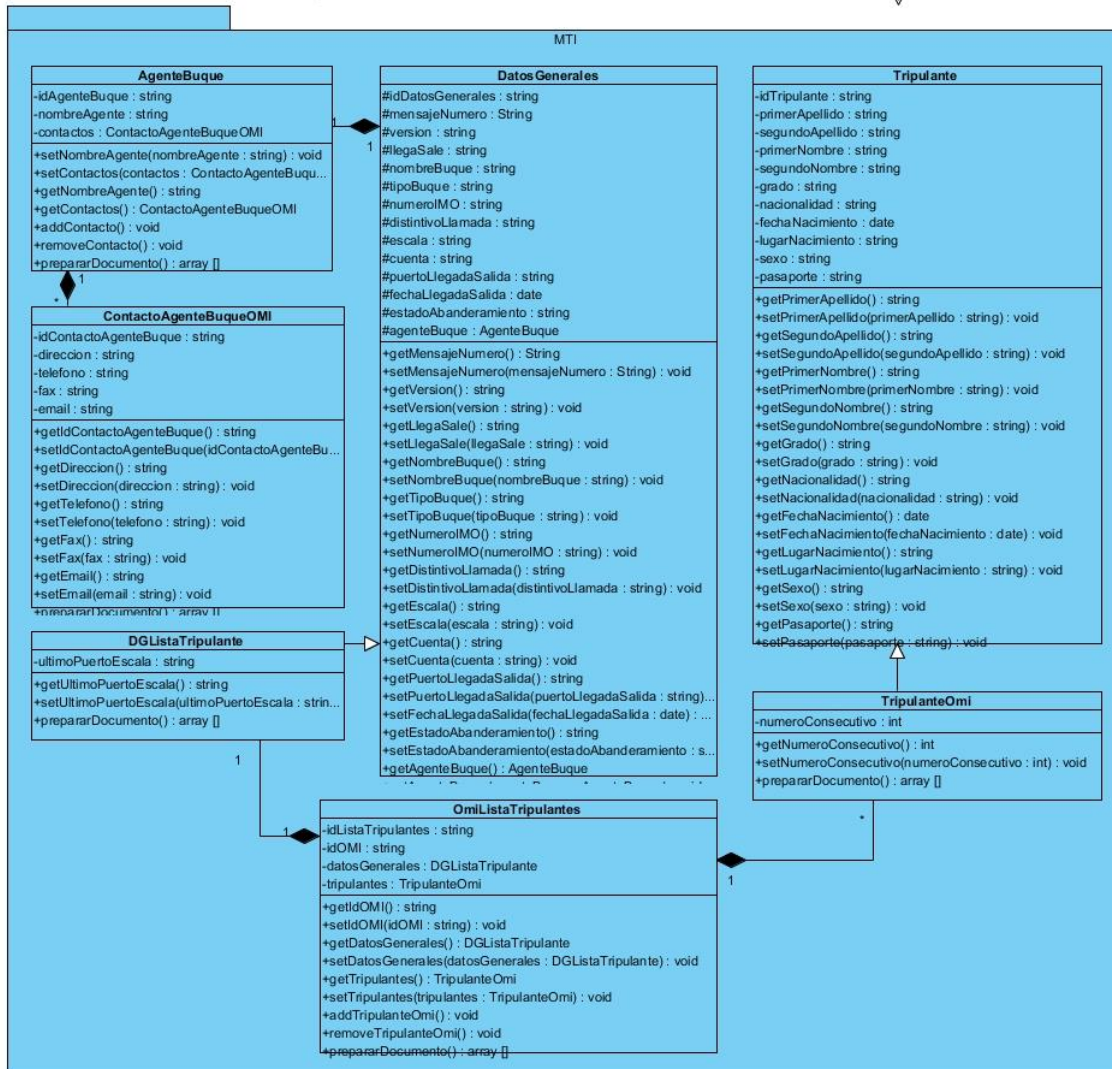 MTI
AgenteBuque
-idAgenteBuque : string
-nombreAgente : string
-contactos : ContactoAgenteBuqueOMI
+setNombreAgente(nombreAgente : string) : void
+setContactos(contactos : ContactoAgenteBuqu...
+getNombreAgente() : string
+getContactos() : ContactoAgenteBuqueOMI
+addContacto() : void
+removeContacto() : void
+prepararDocumento() : array []
1
1
1
*
ContactoAgenteBuqueOMI
-idContactoAgenteBuque : string
-direccion : string
-telefono : string
-fax : string
-email : string
+getIdContactoAgenteBuque() : string
+setIdContactoAgenteBuque(idContactoAgenteBu...
+getDireccion() : string
+setDireccion(direccion : string) : void
+getTelefono() : string
+setTelefono(telefono : string) : void
+getFax() : string
+setFax(fax : string) : void
+getEmail() : string
+setEmail(email : string) : void
+prepararDocumento() : array []
DGListaTripulante
-ultimoPuertoEscala : string
+getUltimoPuertoEscala() : string
+setUltimoPuertoEscala(ultimoPuertoEscala : strin...
+prepararDocumento() : array []
1
1
DatosGenerales
#idDatosGenerales : string
#mensajeNumero : String
#version : string
#llegaSale : string
#nombreBuque : string
#tipoBuque : string
#numeroIMO : string
#distintivoLlamada : string
#escala : string
#cuenta : string
#puertoLlegadaSalida : string
#fechaLlegadaSalida : date
#estadoAbanderamiento : string
#agenteBuque : AgenteBuque
+getMensajeNumero() : String
+setMensajeNumero(mensajeNumero : String) : void
+getVersion() : string
+setVersion(version : string) : void
+getLlegaSale() : string
+setLlegaSale(llegaSale : string) : void
+getNombreBuque() : string
+setNombreBuque(nombreBuque : string) : void
+getTipoBuque() : string
+setTipoBuque(tipoBuque : string) : void
+getNumeroIMO() : string
+setNumeroIMO(numeroIMO : string) : void
+getDistintivoLlamada() : string
+setDistintivoLlamada(distintivoLlamada : string) : void
+getEscala() : string
+setEscala(escala : string) : void
+getCuenta() : string
+setCuenta(cuenta : string) : void
+getPuertoLlegadaSalida() : string
+setPuertoLlegadaSalida(puertoLlegadaSalida : string)...
+setFechaLlegadaSalida(fechaLlegadaSalida : date) : ...
+getEstadoAbanderamiento() : string
+setEstadoAbanderamiento(estadoAbanderamiento : s...
+getAgenteBuque() : AgenteBuque
Tripulante
-idTripulante : string
-primerApellido : string
-segundoApellido : string
-primerNombre : string
-segundoNombre : string
-grado : string
-nacionalidad : string
-fechaNacimiento : date
-lugarNacimiento : string
-sexo : string
-pasaporte : string
+getPrimerApellido() : string
+setPrimerApellido(primerApellido : string) : void
+getSegundoApellido() : string
+setSegundoApellido(segundoApellido : string) : void
+getPrimerNombre() : string
+setPrimerNombre(primerNombre : string) : void
+getSegundoNombre() : string
+setSegundoNombre(segundoNombre : string) : void
+getGrado() : string
+setGrado(grado : string) : void
+getNacionalidad() : string
+setNacionalidad(nacionalidad : string) : void
+getFechaNacimiento() : date
+setFechaNacimiento(fechaNacimiento : date) : void
+getLugarNacimiento() : string
+setLugarNacimiento(lugarNacimiento : string) : void
+getSexo() : string
+setSexo(sexo : string) : void
+getPasaporte() : string
+setPasaporte(pasaporte : string) : void
TripulanteOmi
-numeroConsecutivo : int
+getNumeroConsecutivo() : int
+setNumeroConsecutivo(numeroConsecutivo : int) : void
+prepararDocumento() : array []
*
1
OmiListaTripulantes
-idListaTripulantes : string
-idOMI : string
-datosGenerales : DGListaTripulante
-tripulantes : TripulanteOmi
+getIdOMI() : string
+setIdOMI(idOMI : string) : void
+getDatosGenerales() : DGListaTripulante
+setDatosGenerales(datosGenerales : DGListaTripulante) : void
+getTripulantes() : TripulanteOmi
+setTripulantes(tripulantes : TripulanteOmi) : void
+addTripulanteOmi() : void
+removeTripulanteOmi() : void
+prepararDocumento() : array []